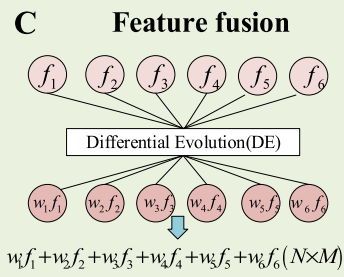 C Feature fusion
f₁ f₂ f₃ f₄ f₅ f₆
Differential Evolution(DE)
w₁f₁ w₂f₂ w₃f₃ w₄f₄ w₅f₅ w₆f₆
w₁f₁+w₂f₂+w₃f₃+w₄f₄+w₅f₅+w₆f₆(N×M)